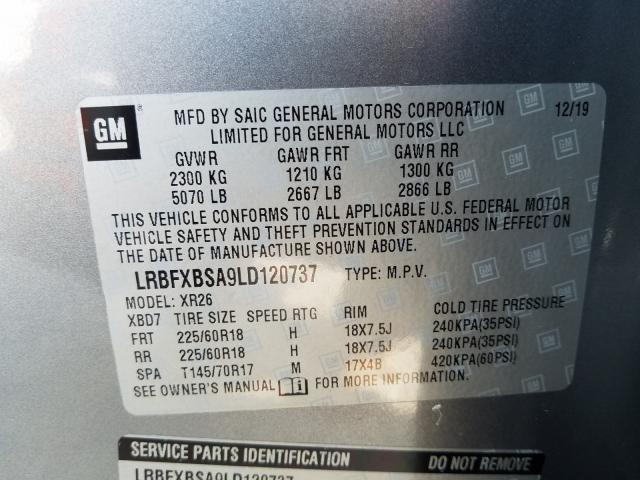 GM
MFD BY SAIC GENERAL MOTORS CORPORATION 12/19
LIMITED FOR GENERAL MOTORS LLC
GVWR GAWR FRT GAWR RR
2300 KG 1210 KG 1300 KG
5070 LB 2667 LB 2866 LB
THIS VEHICLE CONFORMS TO ALL APPLICABLE U.S. FEDERAL MOTOR
VEHICLE SAFETY AND THEFT PREVENTION STANDARDS IN EFFECT ON
THE DATE OF MANUFACTURE SHOWN ABOVE.
LRBFXBSA9LD120737 TYPE: M.P.V.
MODEL: XR26
XBD7 TIRE SIZE SPEED RTG RIM COLD TIRE PRESSURE
FRT 225/60R18 H 18X7.5J 240KPA(35PSI)
RR 225/60R18 H 18X7.5J 240KPA(35PSI)
SPA T145/70R17 M 17X4B 420KPA(60PSI)
SEE OWNER'S MANUAL FOR MORE INFORMATION
SERVICE PARTS IDENTIFICATION DO NOT REMOVE
LRBFXBSA9LD120737